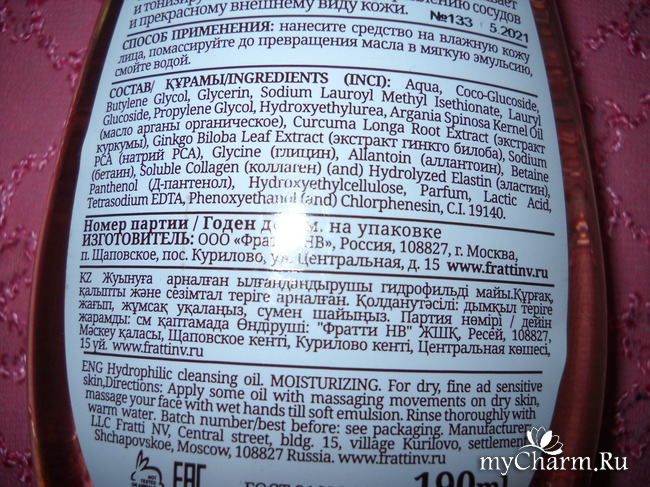 и тонизиру
лению сосудов
и прекрасному внешнему виду кожи. №133 5.2021
СПОСОБ ПРИМЕНЕНИЯ: нанесите средство на влажную кожу
лица, помассируйте до превращения масла в мягкую эмульсию,
смойте водой.
СОСТАВ/ ҚҰРАМЫ/INGREDIENTS (INCI): Aqua, Coco-Glucoside,
Butylene Glycol, Glycerin, Sodium Lauroyl Methyl Isethionate, Lauryl
Glucoside, Propylene Glycol, Hydroxyethylurea, Argania Spinosa Kernel Oil
(масло арганы органическое), Curcuma Longa Root Extract (экстракт
куркумы), Ginkgo Biloba Leaf Extract (экстракт гинкго билоба), Sodium
PCA (натрий PCA), Glycine (глицин), Allantoin (аллантоин), Betaine
(бетаин), Soluble Collagen (коллаген) (and) Hydrolyzed Elastin (эластин),
Panthenol (Д-пантенол), Hydroxyethylcellulose, Parfum, Lactic Acid,
Tetrasodium EDTA, Phenoxyethanol (and) Chlorphenesin, C.I. 19140.
Номер партии / Годен до: см. на упаковке
ИЗГОТОВИТЕЛЬ: ООО «Фратти НВ», Россия, 108827, г. Москва,
п. Щаповское, пос. Курилово, ул. Центральная, д. 15 www.frattinv.ru
KZ Жуынуға арналған ылғандандырушы гидрофильді майы.Құрғақ,
қалыпты және сезімтал теріге арналған. Қолданутәсілі: дымқыл теріге
жағып, жұмсақ уқалаңыз, сумен шайыңыз. Партия нөмірі / дейін
жарамды: см қаптамада Өндіруші: "Фратти НВ" ЖШҚ, Ресей, 108827,
Мәскеу қаласы, Щаповское кенті, Курилово кенті, Центральная көшесі,
15 үй. www.frattinv.ru
ENG Hydrophilic cleansing oil. MOISTURIZING. For dry, fine ad sensitive
skin,Directions: Apply some oil with massaging movements on dry skin,
massage your face with wet hands till soft emulsion. Rinse thoroughly with
warm water. Batch number/best before: see packaging. Manufacturer:
LLC Fratti NV, Central street, bldg. 15, village Kurilovo, settlement
Shchapovskoe, Moscow, 108827 Russia. www.frattinv.ru
EAC
190ml
myCharm.Ru